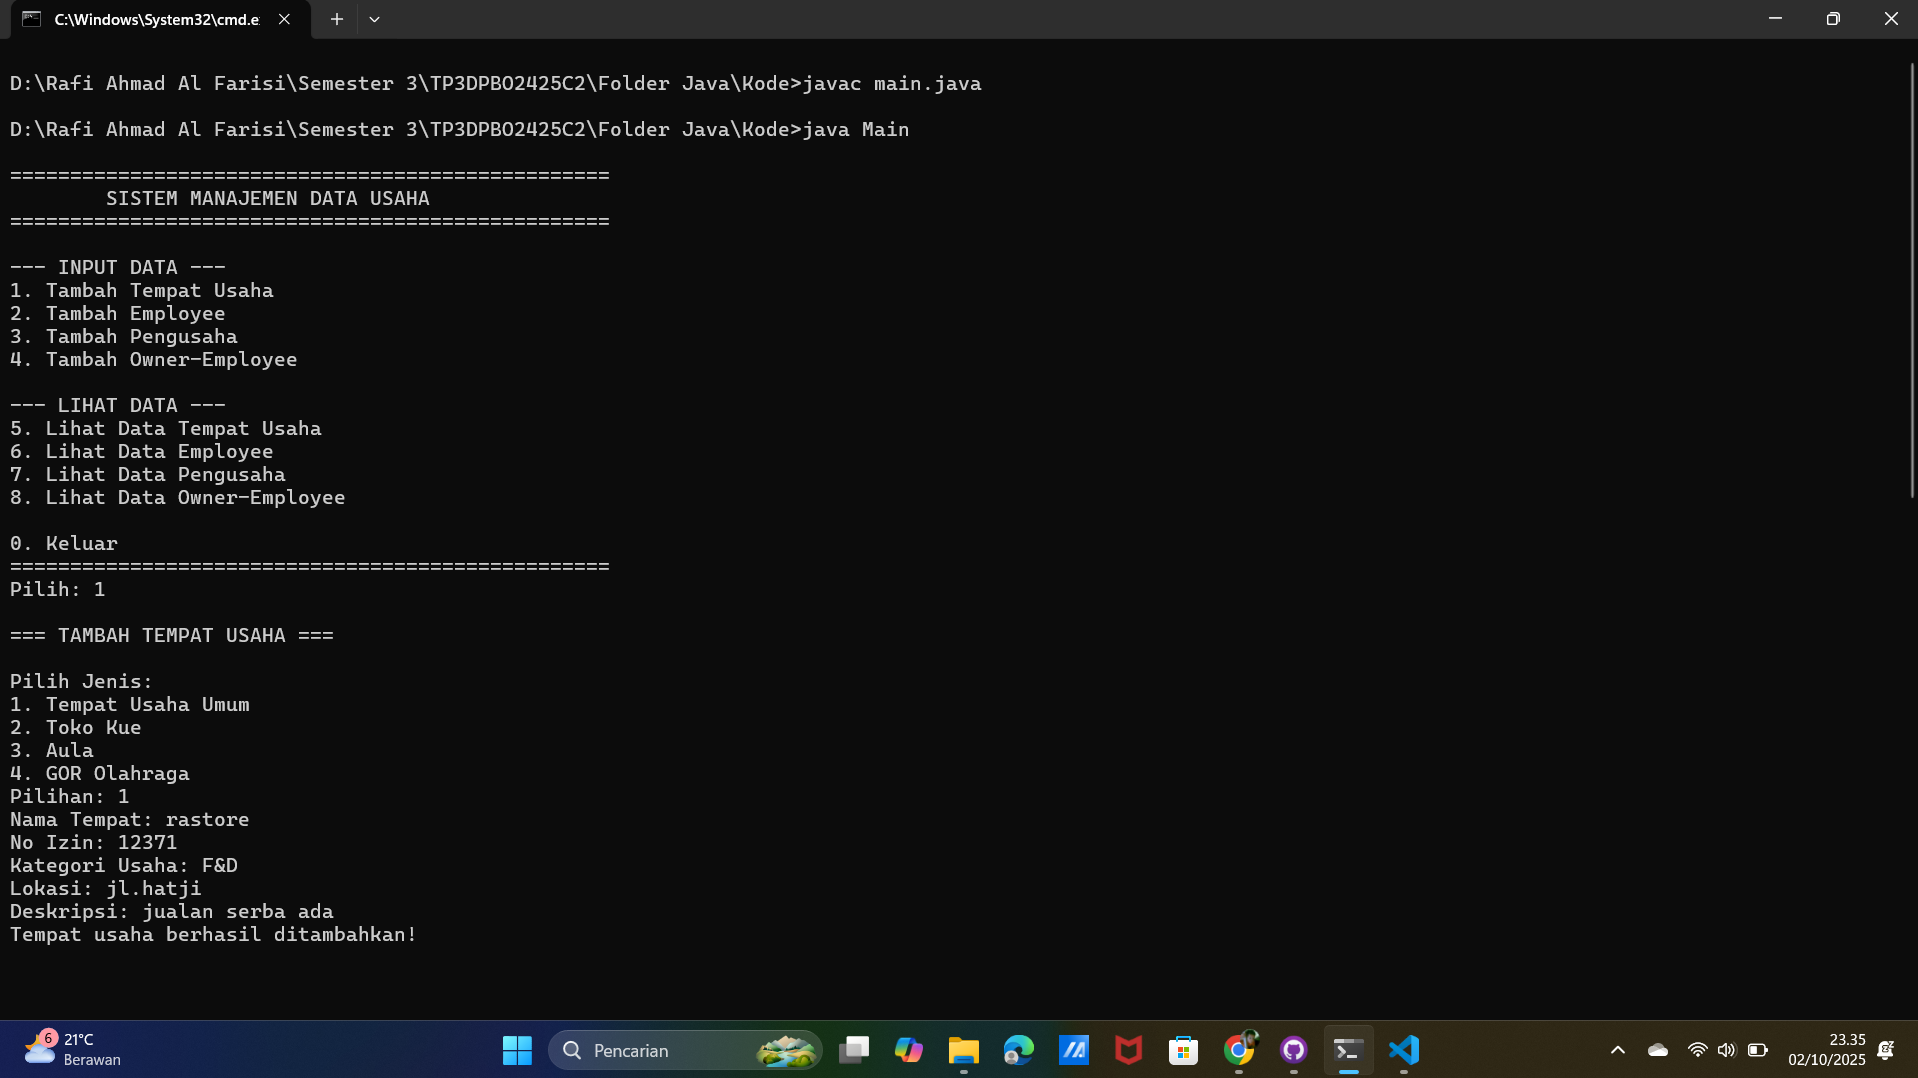 C:\Windows\System32\cmd.e
D:\Rafi Ahmad Al Farisi\Semester 3\TP3DPBO2425C2\Folder Java\Kode>javac main.java
D:\Rafi Ahmad Al Farisi\Semester 3\TP3DPBO2425C2\Folder Java\Kode>java Main
==================================================
SISTEM MANAJEMEN DATA USAHA
==================================================
--- INPUT DATA ---
1. Tambah Tempat Usaha
2. Tambah Employee
3. Tambah Pengusaha
4. Tambah Owner-Employee
--- LIHAT DATA ---
5. Lihat Data Tempat Usaha
6. Lihat Data Employee
7. Lihat Data Pengusaha
8. Lihat Data Owner-Employee
0. Keluar
==================================================
Pilih: 1
=== TAMBAH TEMPAT USAHA ===
Pilih Jenis:
1. Tempat Usaha Umum
2. Toko Kue
3. Aula
4. GOR Olahraga
Pilihan: 1
Nama Tempat: rastore
No Izin: 12371
Kategori Usaha: F&D
Lokasi: jl.hatji
Deskripsi: jualan serba ada
Tempat usaha berhasil ditambahkan!
6
21°C
Berawan
Pencarian
23.35
02/10/2025